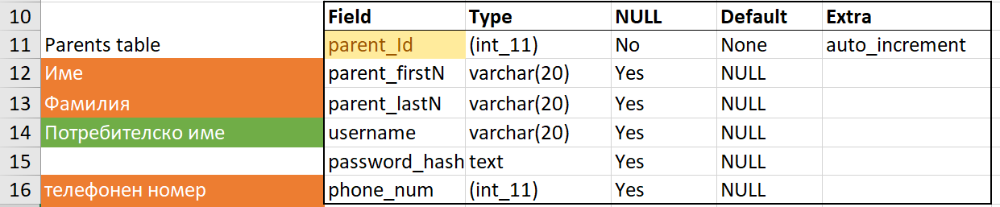 10 Field Type NULL Default Extra
11 Parents table parent_Id (int_11) No None auto_increment
12 Име parent_firstN varchar(20) Yes NULL
13 Фамилия parent_lastN varchar(20) Yes NULL
14 Потребителско име username varchar(20) Yes NULL
15 password_hash text Yes NULL
16 телефонен номер phone_num (int_11) Yes NULL